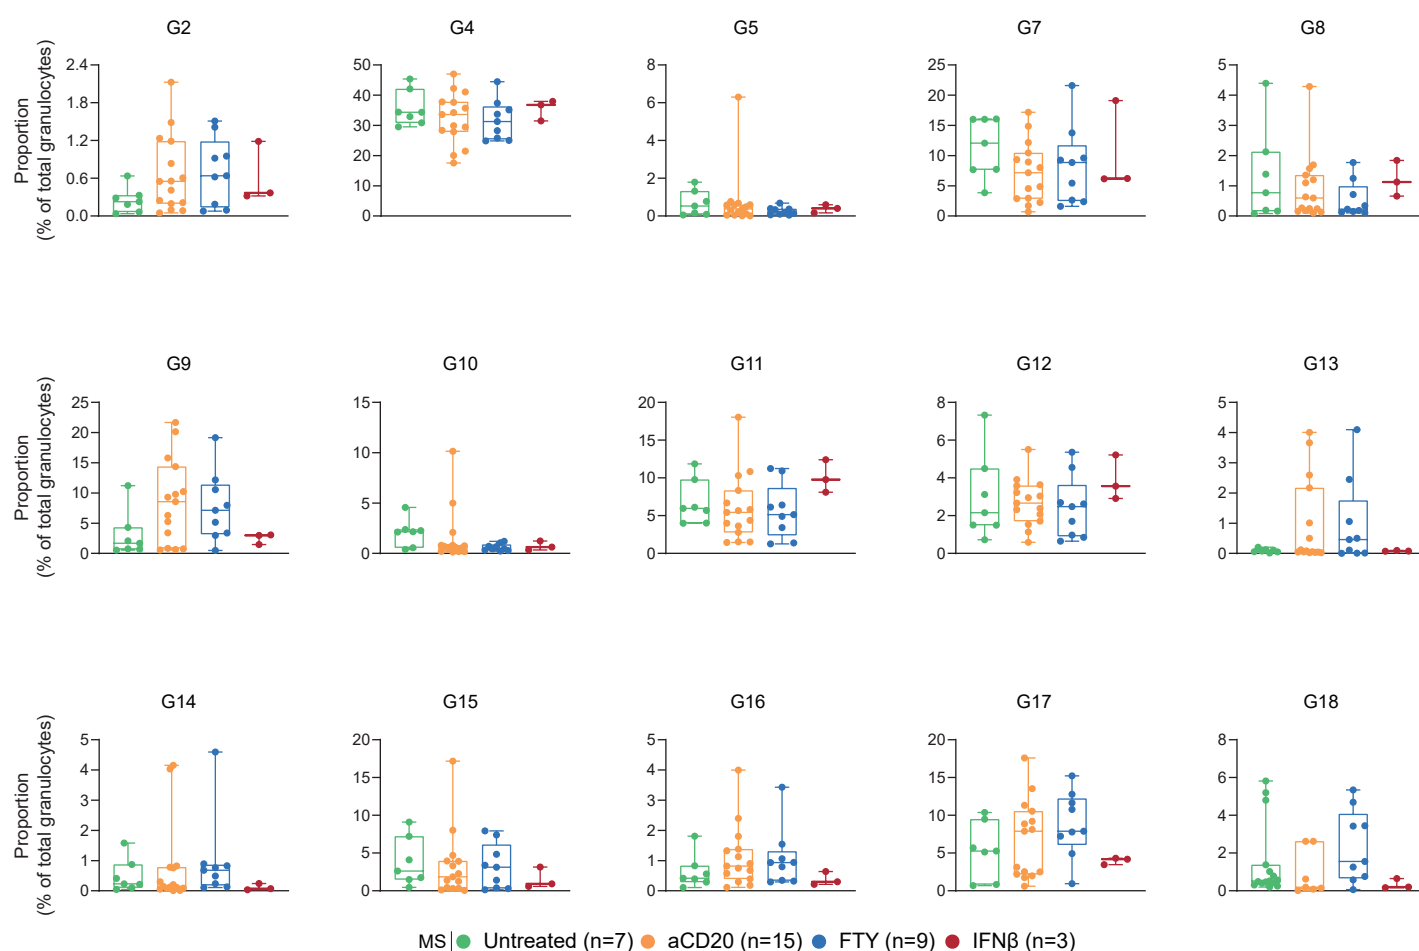 G2 G4 G5 G7 G8
Proportion
(% of total granulocytes)
2.4 50 8 25 5
1.8 40 6 20 4
1.2 30 4 15 3
0.6 20 2 10 2
0.0 10 0 5 1
0 0 0
G9 G10 G11 G12 G13
Proportion
(% of total granulocytes)
25 15 20 8 5
20 10 15 6 4
15 5 10 4 3
10 0 5 2 2
5 0 0 1
0 0
G14 G15 G16 G17 G18
Proportion
(% of total granulocytes)
5 20 5 20 8
4 15 4 15 6
3 10 3 10 4
2 5 2 5 2
1 0 1 0 0
0 0
MS Untreated (n=7) aCD20 (n=15) FTY (n=9) IFNβ (n=3)